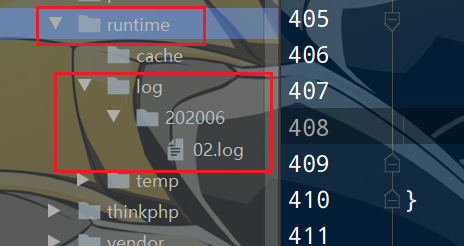 runtime
cache
log
202006
02.log
temp
thinkphp
vendor
405
406
407
408
409
410 }
411